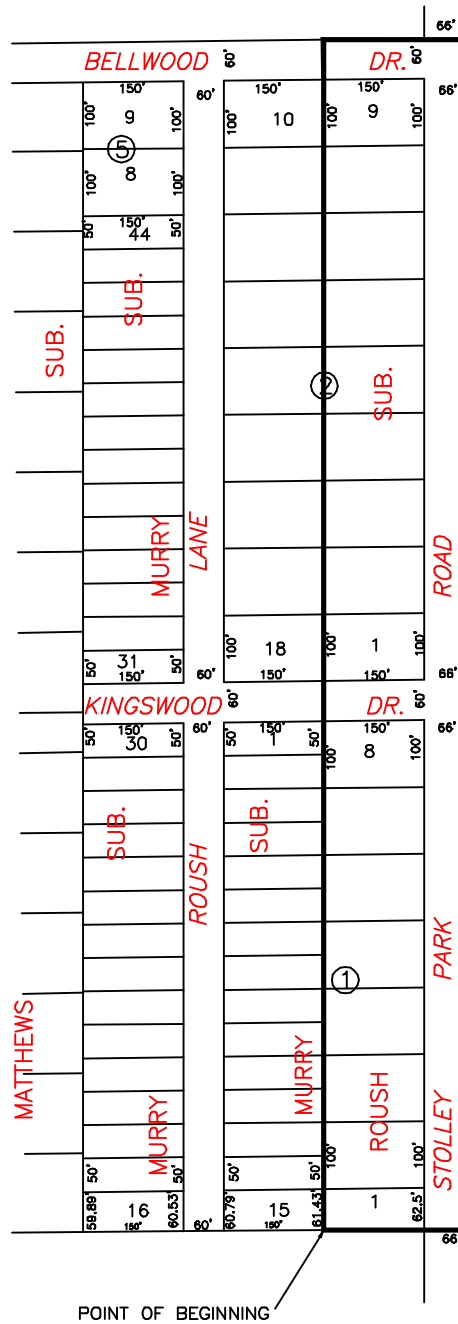 66'
BELLWOOD 60' DR. 60'
150' 60' 150' 150' 66'
100' 9 100' 100' 10 100' 9 100'
5
100' 8 100'
150'
50' 44 50'
SUB.
SUB.
2
SUB.
MURRY
LANE
ROAD
100' 18 100' 1 100'
50' 31 50'
150' 60' 150' 150' 66'
KINGSWOOD 60' DR. 60'
150' 60' 150' 150' 66'
50' 30 50' 50' 1 50' 100' 8 100'
SUB.
SUB.
ROUSH
PARK
1
MATTHEWS
MURRY
MURRY
ROUSH
STOLLEY
50' 50' 50' 50' 100' 100'
59.89' 16 60.53' 60.79' 15 61.43' 1 62.5'
150' 60' 150' 66'
POINT OF BEGINNING